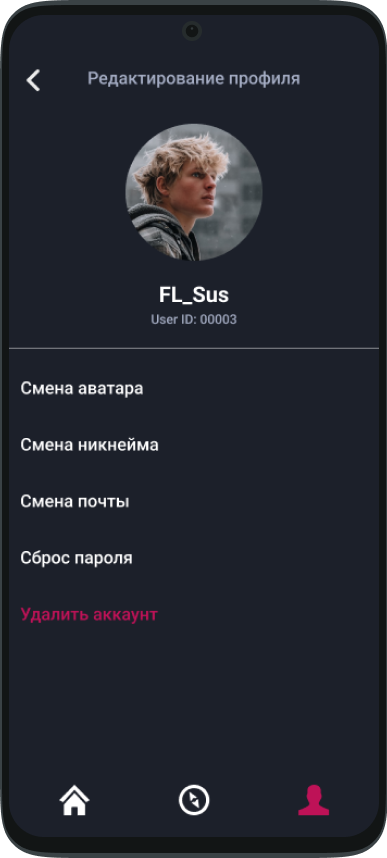 Редактирование профиля
FL_Sus
User ID: 00003
Смена аватара
Смена никнейма
Смена почты
Сброс пароля
Удалить аккаунт